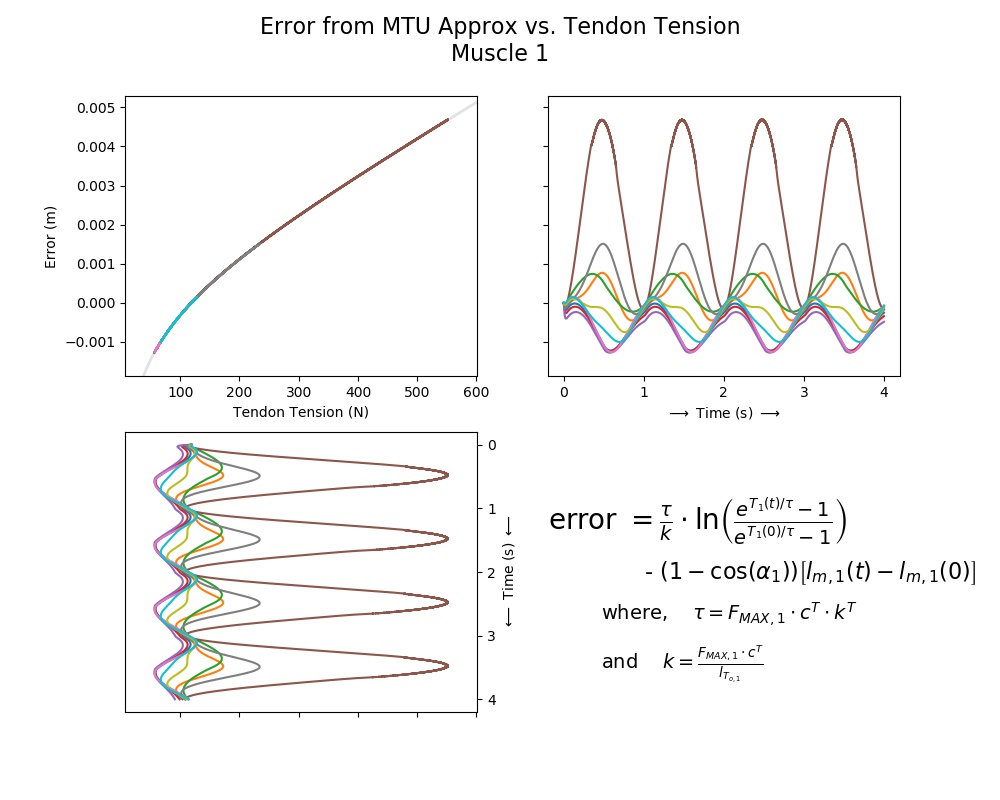 Error from MTU Approx vs. Tendon Tension
Muscle 1
0.005
0.004
0.003
0.002
0.001
0.000
−0.001
Error (m)
100 200 300 400 500 600
Tendon Tension (N)
0 1 2 3 4
⟶ Time (s) ⟶
0
1
2
3
4
⟵ Time (s) ⟵
error = \frac{τ}{k} · ln(\frac{e^{T_1(t)/τ} − 1}{e^{T_1(0)/τ} − 1})
- (1 − cos(α_1))[l_{m,1}(t) − l_{m,1}(0)]
where, τ = F_{MAX,1} · c^T · k^T
and k = \frac{F_{MAX,1} · c^T}{l_{T_{o,1}}}